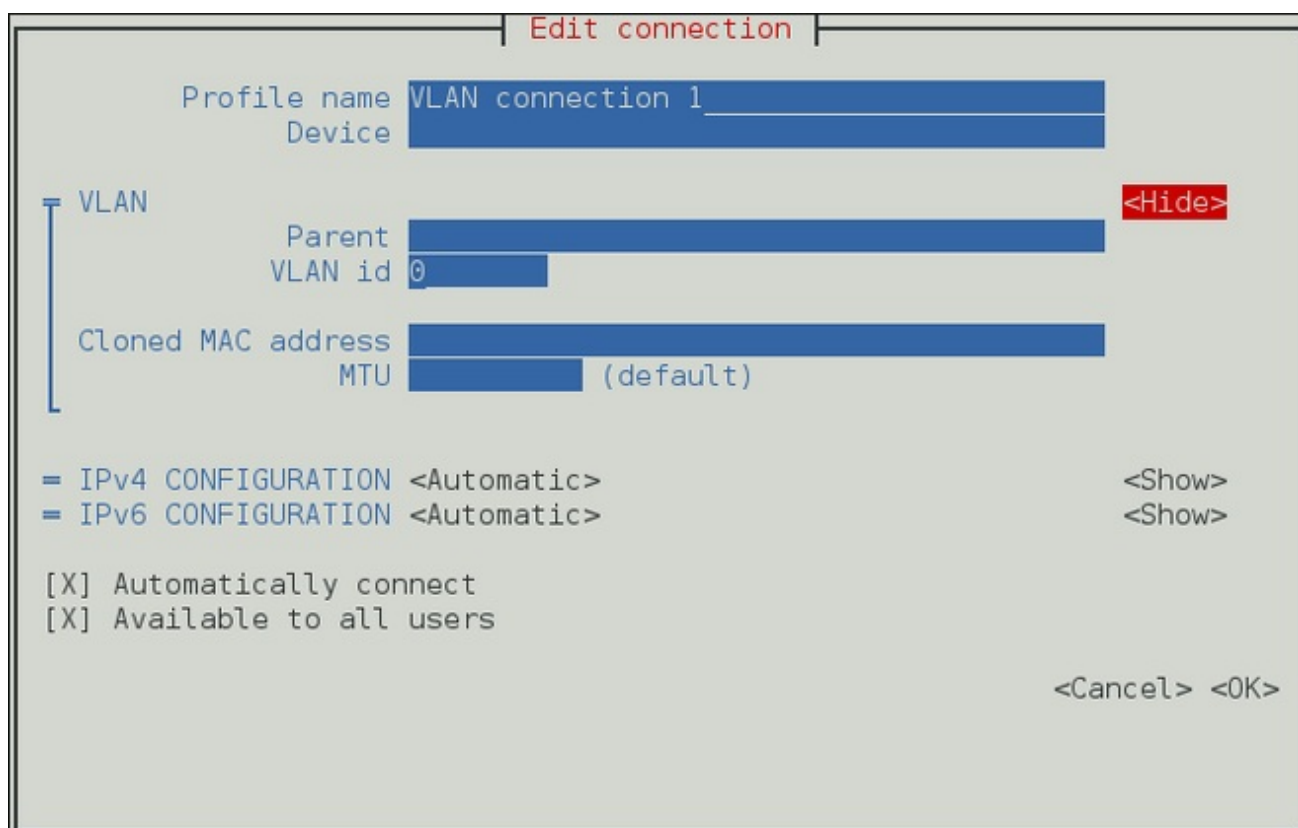 Edit connection
Profile name VLAN connection 1
Device
VLAN <Hide>
Parent
VLAN id 0
Cloned MAC address
MTU (default)
= IPv4 CONFIGURATION <Automatic> <Show>
= IPv6 CONFIGURATION <Automatic> <Show>
[X] Automatically connect
[X] Available to all users
<Cancel> <OK>